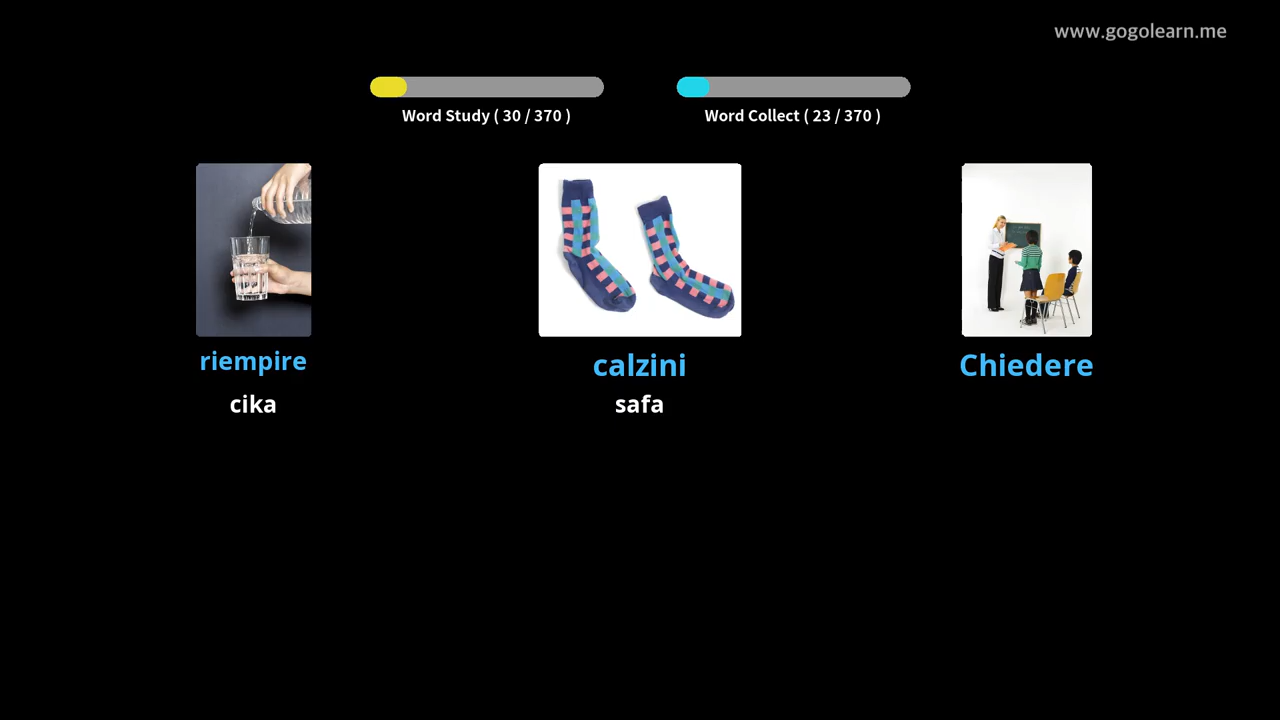 www.gogolearn.me
Word Study ( 30 / 370 )
Word Collect ( 23 / 370 )
riempire
cika
calzini
safa
Chiedere